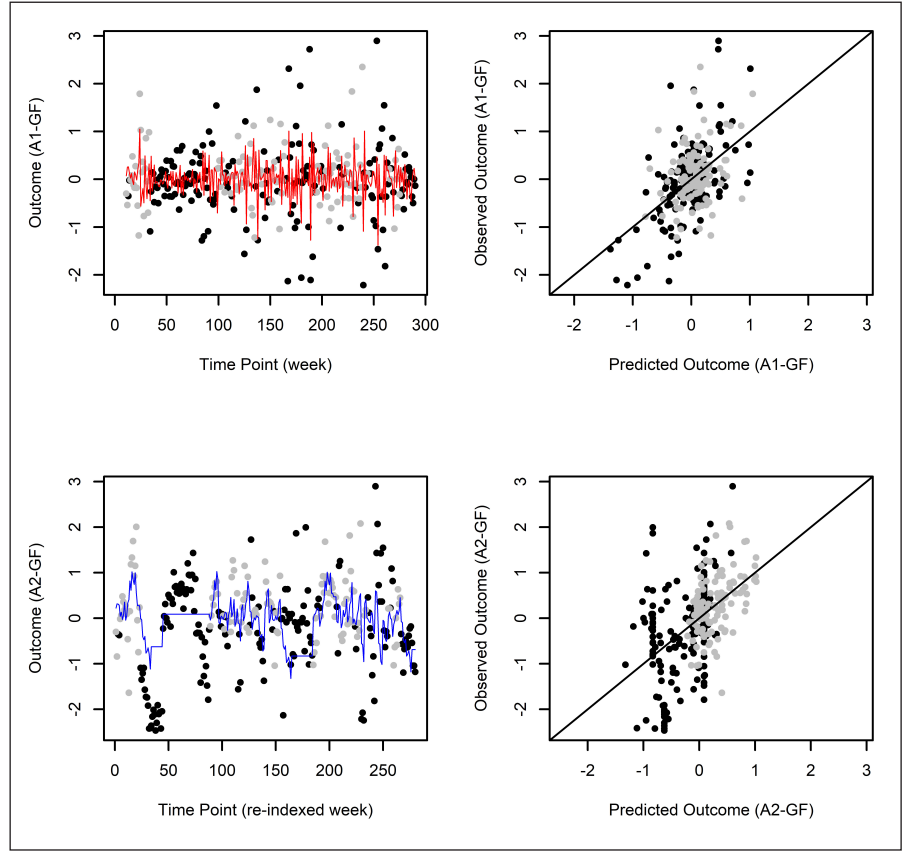 Outcome (A1-GF)
3
2
1
0
-1
-2
0 50 100 150 200 250 300
Time Point (week)
Observed Outcome (A1-GF)
3
2
1
0
-1
-2
-2 -1 0 1 2 3
Predicted Outcome (A1-GF)
Outcome (A2-GF)
3
2
1
0
-1
-2
0 50 100 150 200 250
Time Point (re-indexed week)
Observed Outcome (A2-GF)
3
2
1
0
-1
-2
-2 -1 0 1 2 3
Predicted Outcome (A2-GF)